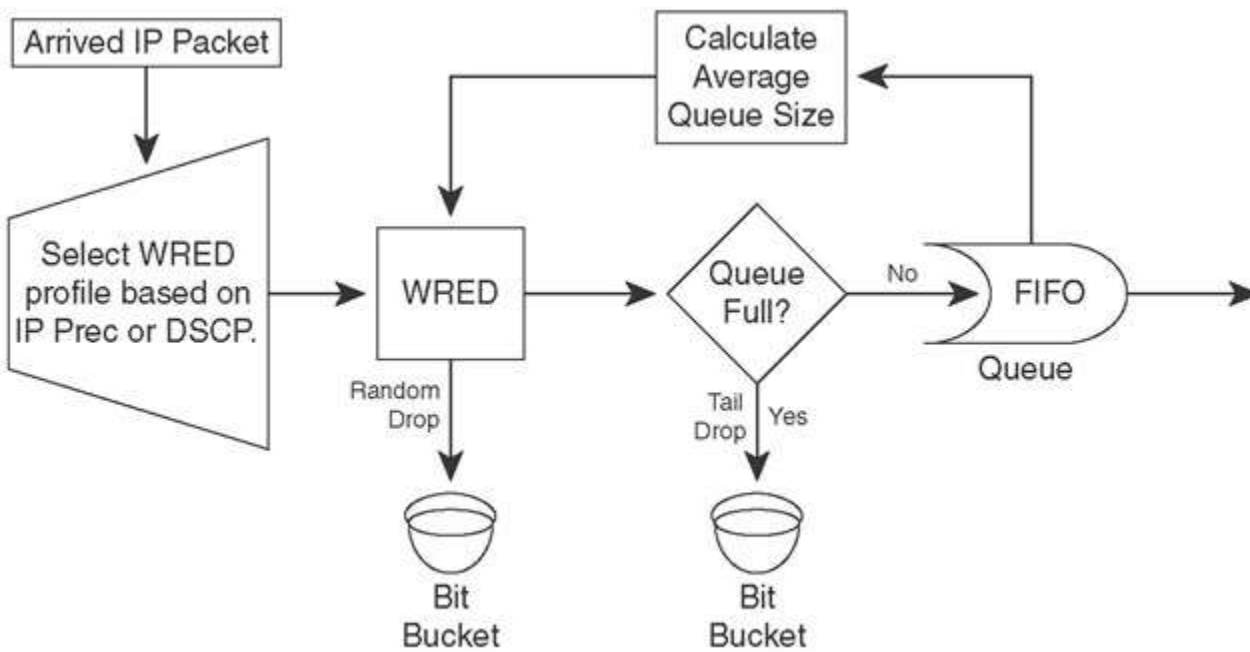 Arrived IP Packet
Calculate
Average
Queue Size
Select WRED
profile based on
IP Prec or DSCP.
WRED
Queue
Full?
No
FIFO
Queue
Random
Drop
Tail
Drop
Yes
Bit
Bucket
Bit
Bucket